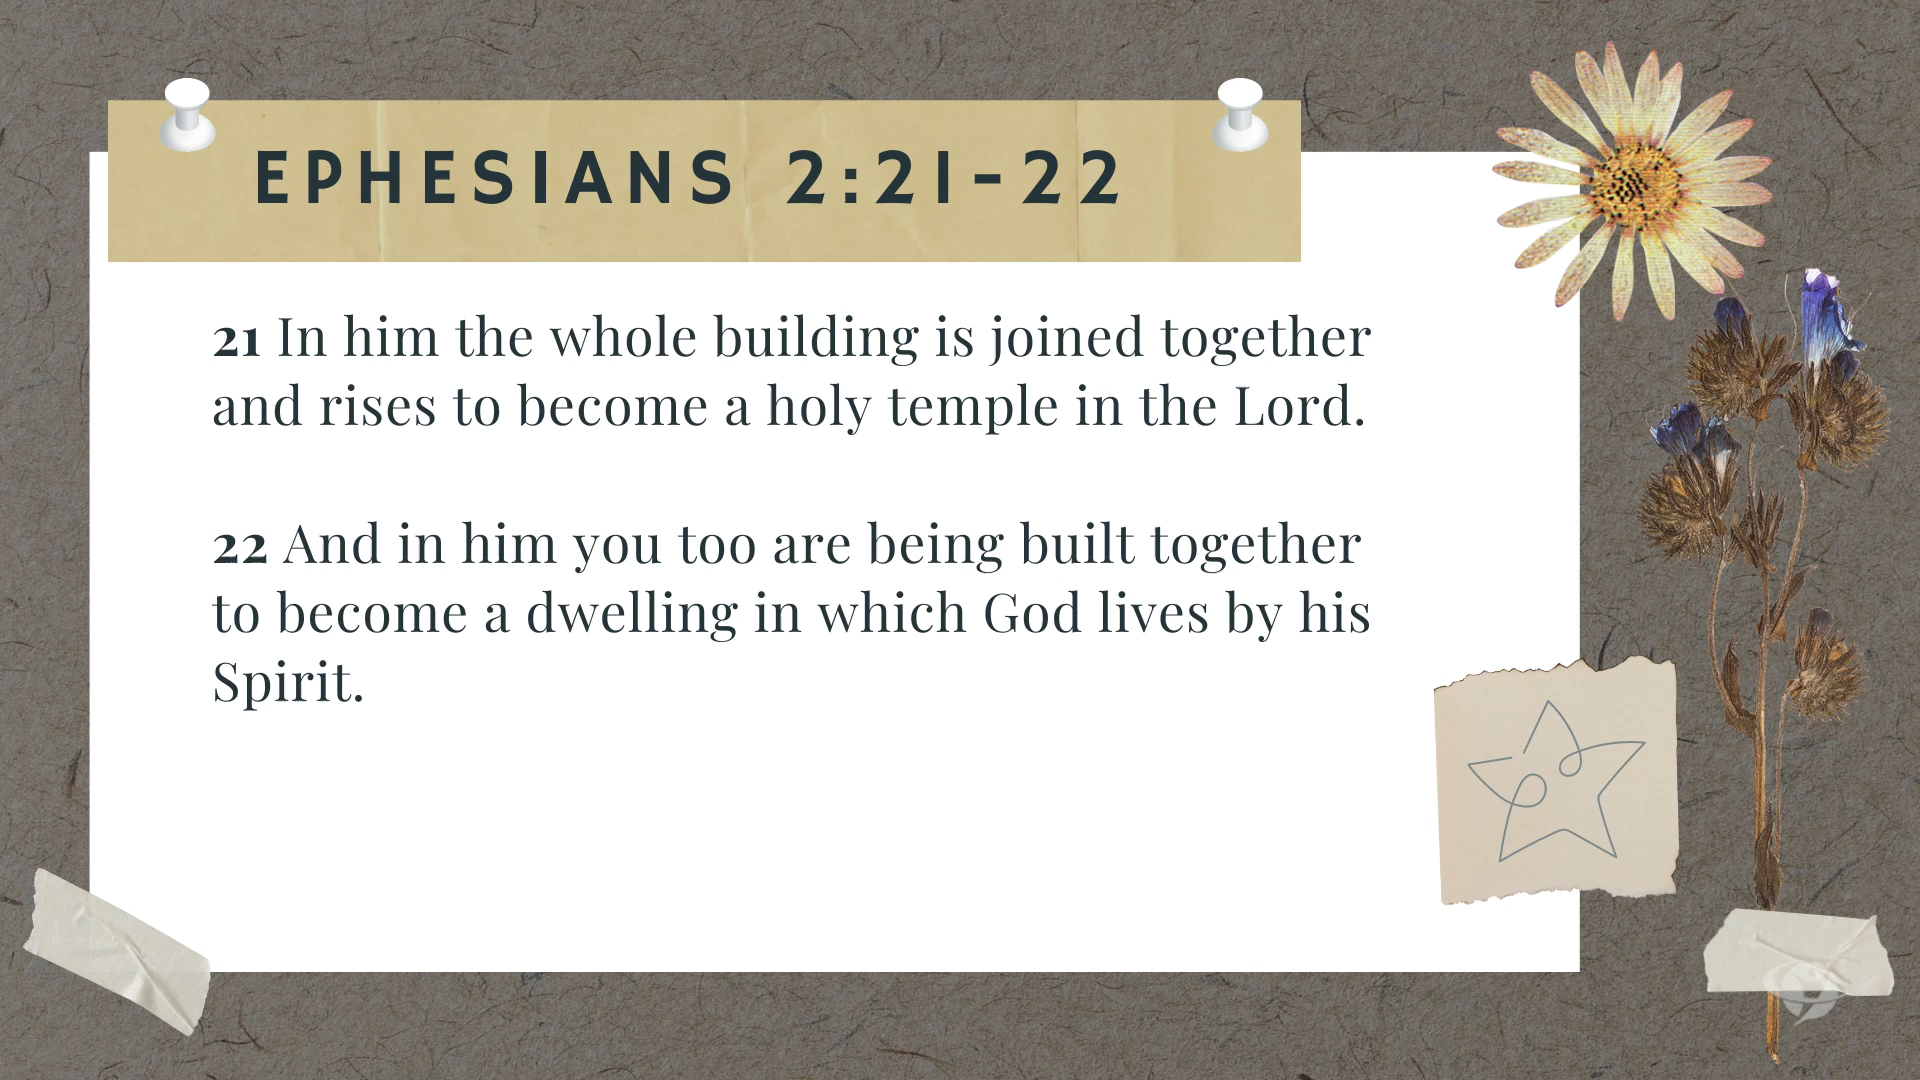 EPHESIANS 2:21-22
21 In him the whole building is joined together
and rises to become a holy temple in the Lord.
22 And in him you too are being built together
to become a dwelling in which God lives by his
Spirit.